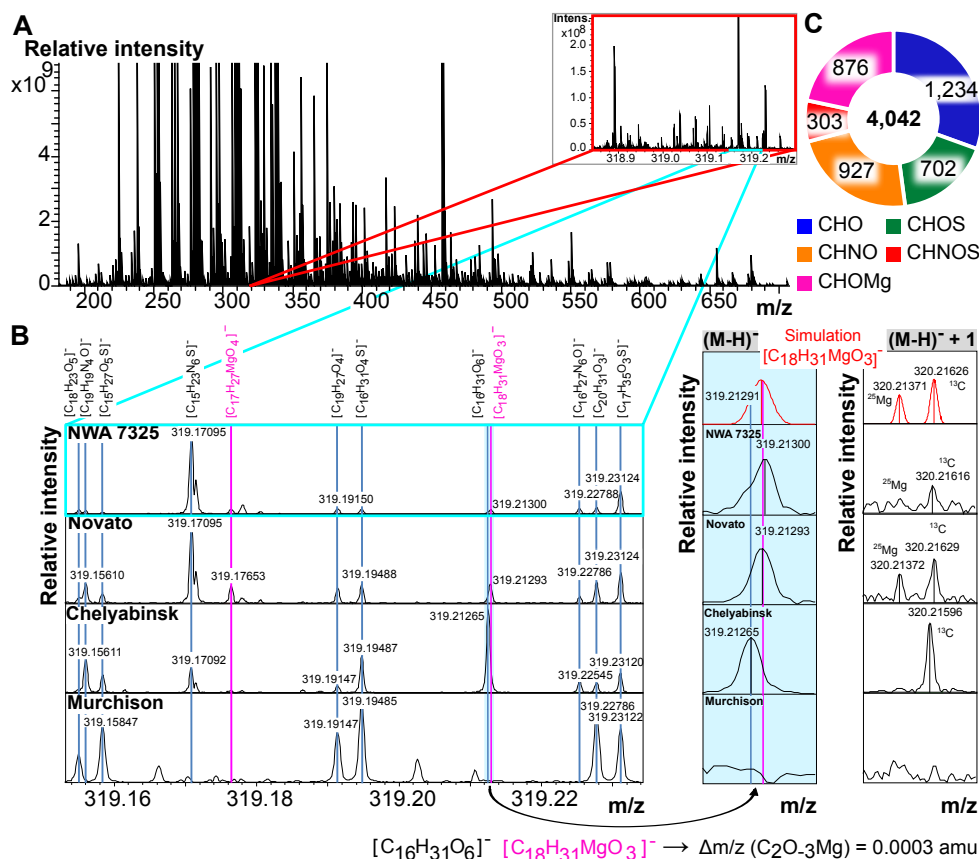 A
Relative intensity
x10⁹
4
2
0
200 250 300 350 400 450 500 550 600 650
m/z
Intens.
x10⁸
2.0
1.5
1.0
0.5
0.0
318.9 319.0 319.1 319.2
m/z
C
876
1,234
303
4,042
927
702
CHO
CHOS
CHNO
CHNOS
CHOMg
B
[C₁₈H₂₃O₅]⁻
[C₁₉H₁₉N₄O]⁻
[C₁₅H₂₇O₅S]⁻
[C₁₅H₂₃N₆S]⁻
[C₁₇H₂₇MgO₄]⁻
[C₁₉H₂₇O₄]⁻
[C₁₆H₃₁O₄S]⁻
[C₁₆H₃₁O₆]⁻
[C₁₈H₃₁MgO₃]⁻
[C₁₆H₂₇N₆O]⁻
[C₂₀H₃₁O₃]⁻
[C₁₇H₃₅O₃S]⁻
Relative intensity
NWA 7325
319.17095
319.19150
319.21300
319.22788
319.23124
Novato
319.15610
319.17095
319.17653
319.19488
319.21293
319.22786
319.23124
Chelyabinsk
319.15611
319.17092
319.19147
319.19487
319.21265
319.22545
319.23120
Murchison
319.15847
319.19147
319.19485
319.22786
319.23122
319.16 319.18 319.20 319.22
m/z
(M-H)⁻
Simulation
[C₁₈H₃₁MgO₃]⁻
Relative intensity
319.21291
NWA 7325
319.21300
Novato
319.21293
Chelyabinsk
319.21265
Murchison
m/z
(M-H)⁻ + 1
Relative intensity
320.21626
320.21371
²⁵Mg
¹³C
¹³C
²⁵Mg
320.21616
¹³C
²⁵Mg
320.21629
320.21372
320.21596
¹³C
m/z
[C₁₆H₃₁O₆]⁻ [C₁₈H₃₁MgO₃]⁻ → Δm/z (C2O-3Mg) = 0.0003 amu